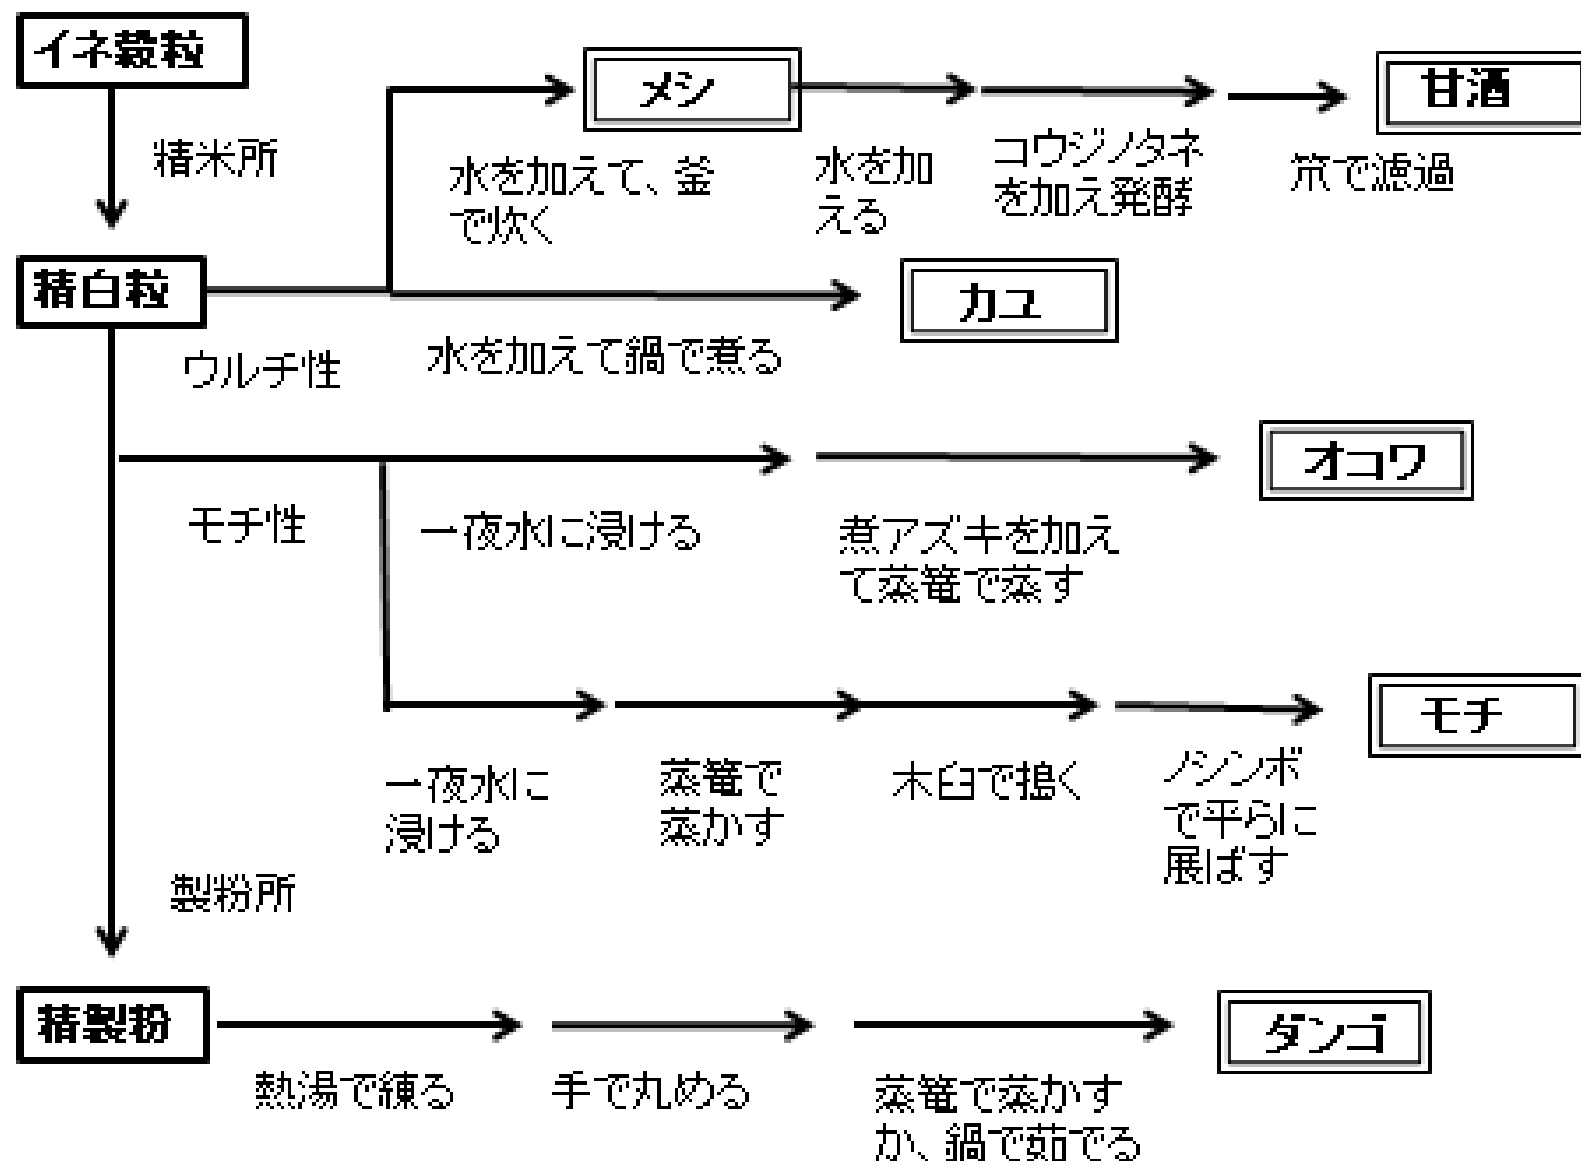 イネ穀粒
精米所
メシ
甘酒
水を加えて、釜
で炊く
水を加
える
コウジノタネ
を加え発酵
笊で濾過
精白粒
カユ
ウルチ性
水を加えて鍋で煮る
オコワ
モチ性
一夜水に浸ける
煮アズキを加え
て蒸篭で蒸す
モチ
一夜水に
浸ける
蒸篭で
蒸かす
木臼で搗く
ノシンボ
で平らに
展ばす
製粉所
精製粉
ダンゴ
熱湯で練る
手で丸める
蒸篭で蒸かす
か、鍋で茹でる